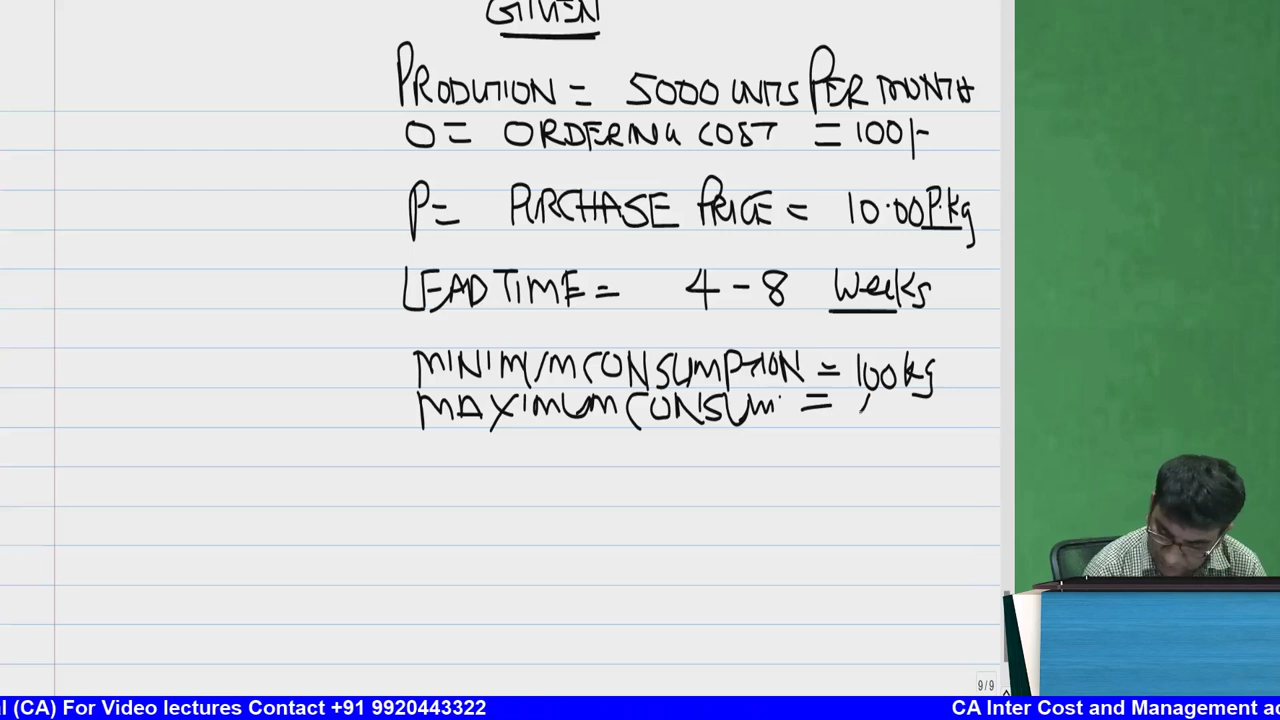 GIVEN
PRODUTION = 5000 UNITS PER MONTH
O = ORDERING COST = 100/-
P = PURCHASE PRICE = 10.00 P.kg
LEAD TIME = 4 - 8 Weeks
MINIMUM CONSUMPTION = 100 kg
MAXIMUM CONSUM =
9/9
al (CA) For Video lectures Contact +91 9920443322
CA Inter Cost and Management ac